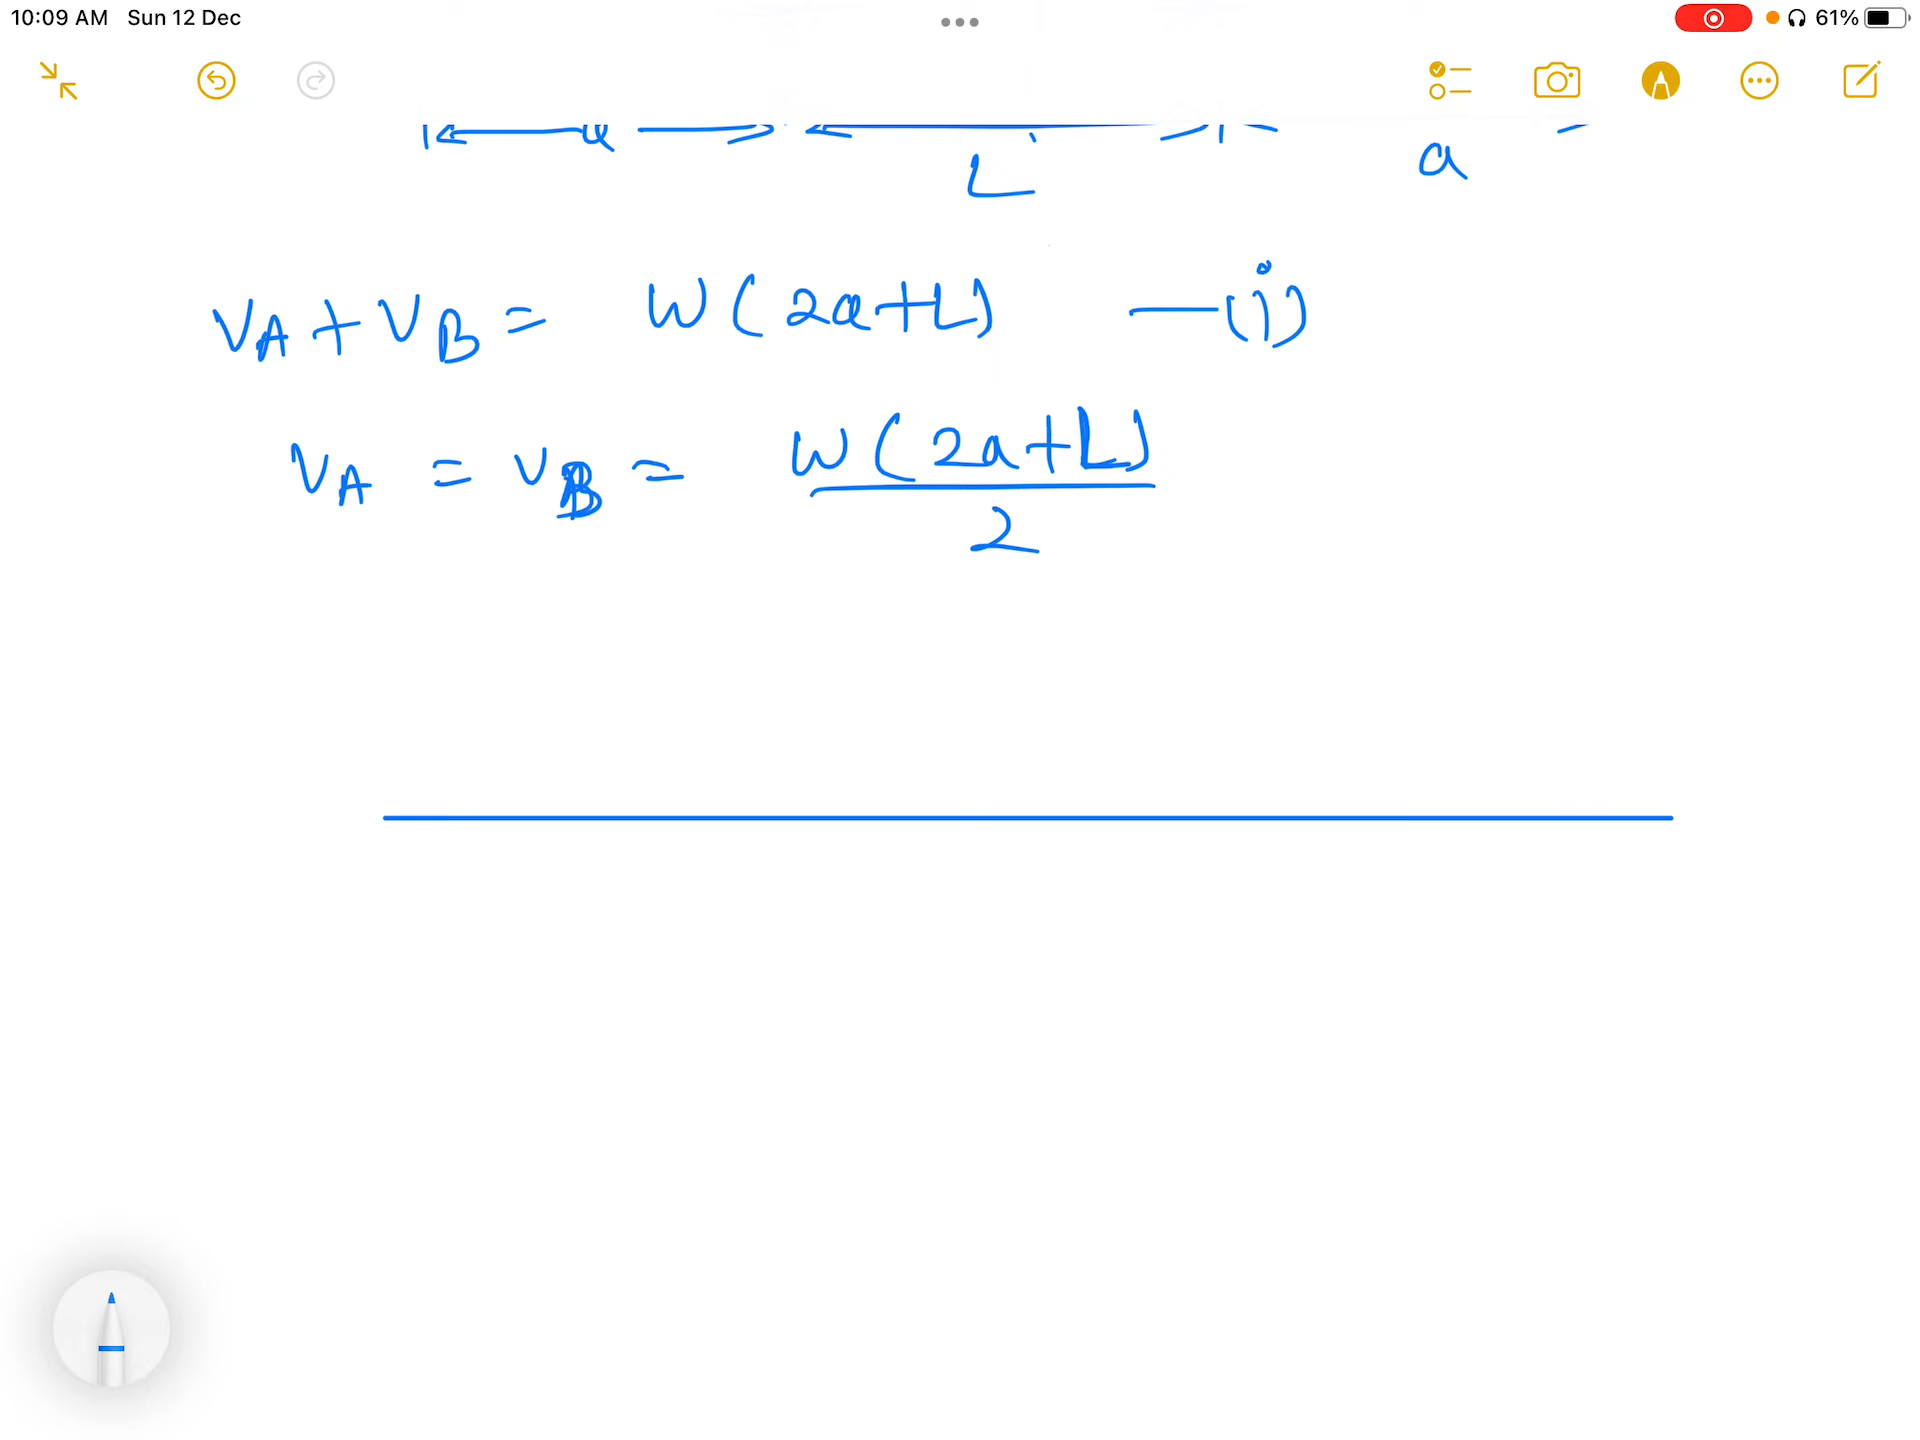 10:09 AM Sun 12 Dec
61%
a L a
VA + VB = W(2a+L) —(i)
VA = VB = W(2a+L)
2